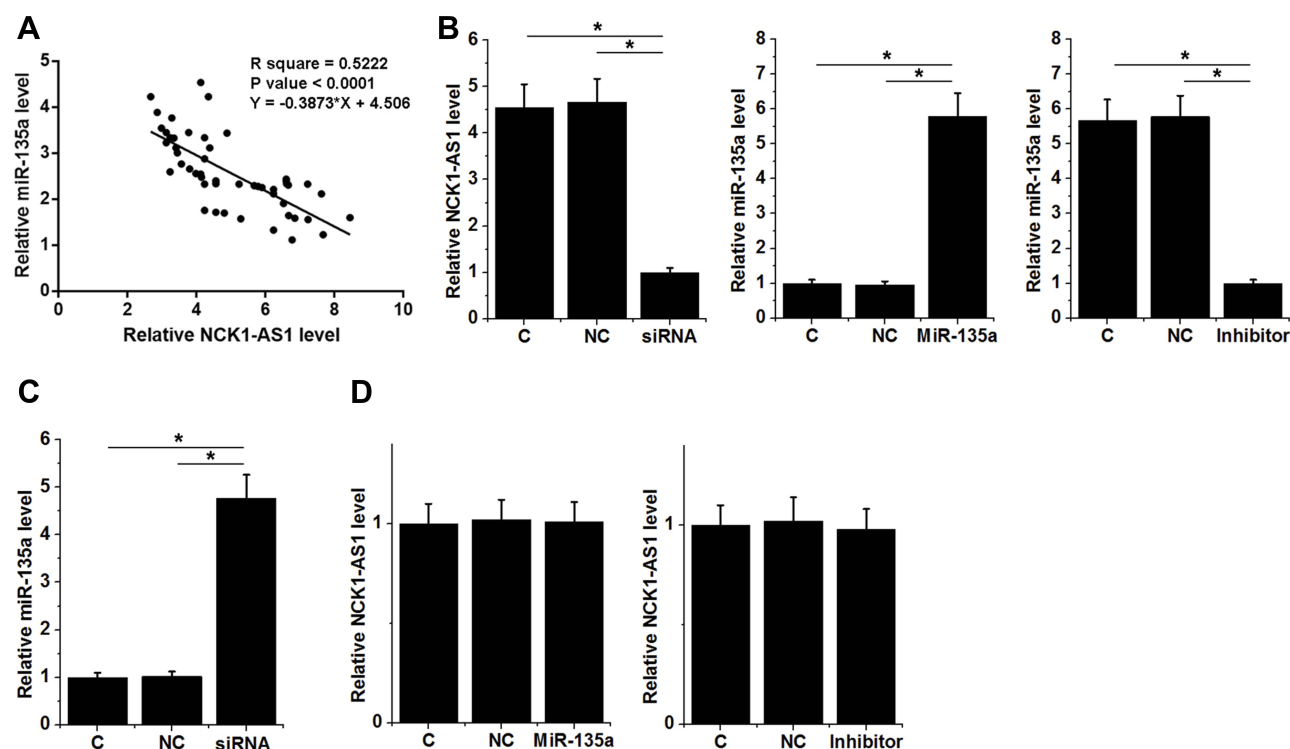 A
R square = 0.5222
P value < 0.0001
Y = -0.3873*X + 4.506
Relative miR-135a level
5
4
3
2
1
0
0 2 4 6 8 10
Relative NCK1-AS1 level
B
* *
Relative NCK1-AS1 level
6
5
4
3
2
1
0
C NC siRNA
* *
Relative miR-135a level
8
7
6
5
4
3
2
1
0
C NC MiR-135a
* *
Relative miR-135a level
8
7
6
5
4
3
2
1
0
C NC Inhibitor
C
* *
Relative miR-135a level
6
5
4
3
2
1
0
C NC siRNA
D
Relative NCK1-AS1 level
1
0
C NC MiR-135a
Relative NCK1-AS1 level
1
0
C NC Inhibitor